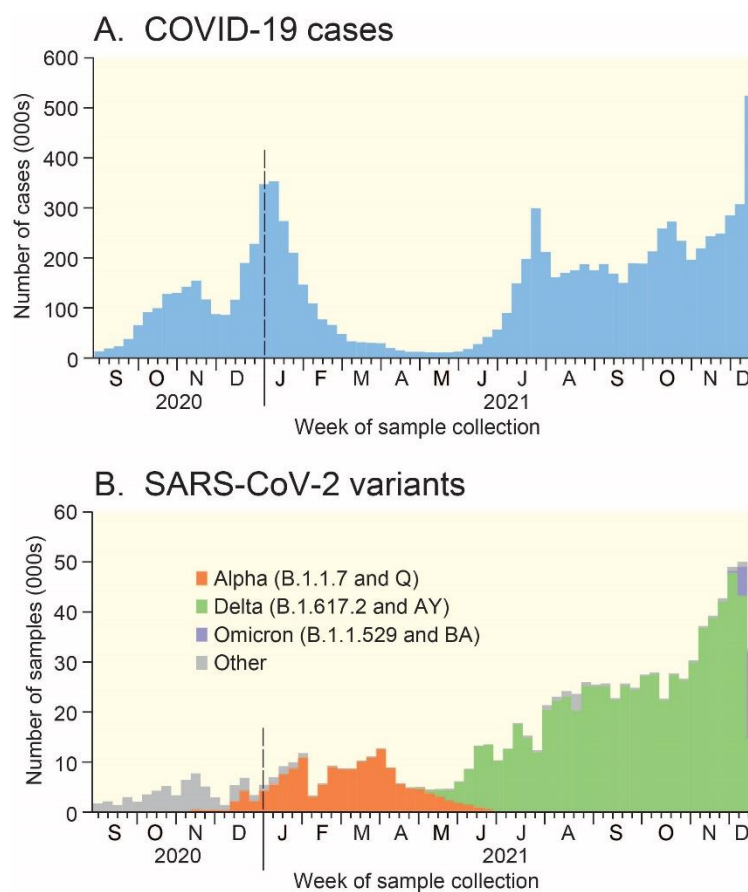 A. COVID-19 cases
600
500
400
300
200
100
0
Number of cases (000s)
S O N D J F M A M J J A S O N D
2020 2021
Week of sample collection
B. SARS-CoV-2 variants
60
50
40
30
20
10
0
Number of samples (000s)
Alpha (B.1.1.7 and Q)
Delta (B.1.617.2 and AY)
Omicron (B.1.1.529 and BA)
Other
S O N D J F M A M J J A S O N D
2020 2021
Week of sample collection